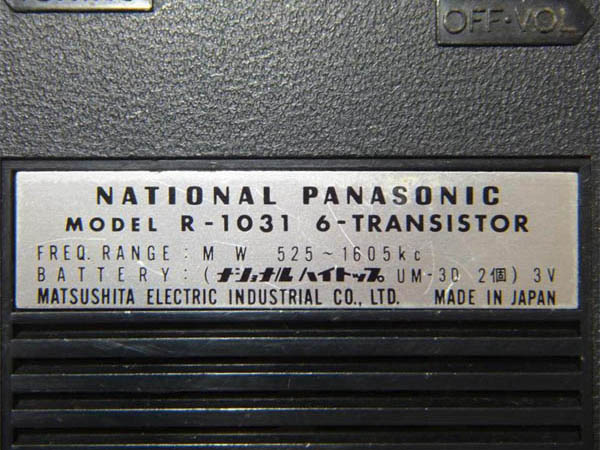 OFF·VOL
NATIONAL PANASONIC
MODEL R-1031 6-TRANSISTOR
FREQ. RANGE : M W 525~1605kc
BATTERY : (ナショナル ハイトップ UM-3D 2個) 3V
MATSUSHITA ELECTRIC INDUSTRIAL CO., LTD. MADE IN JAPAN